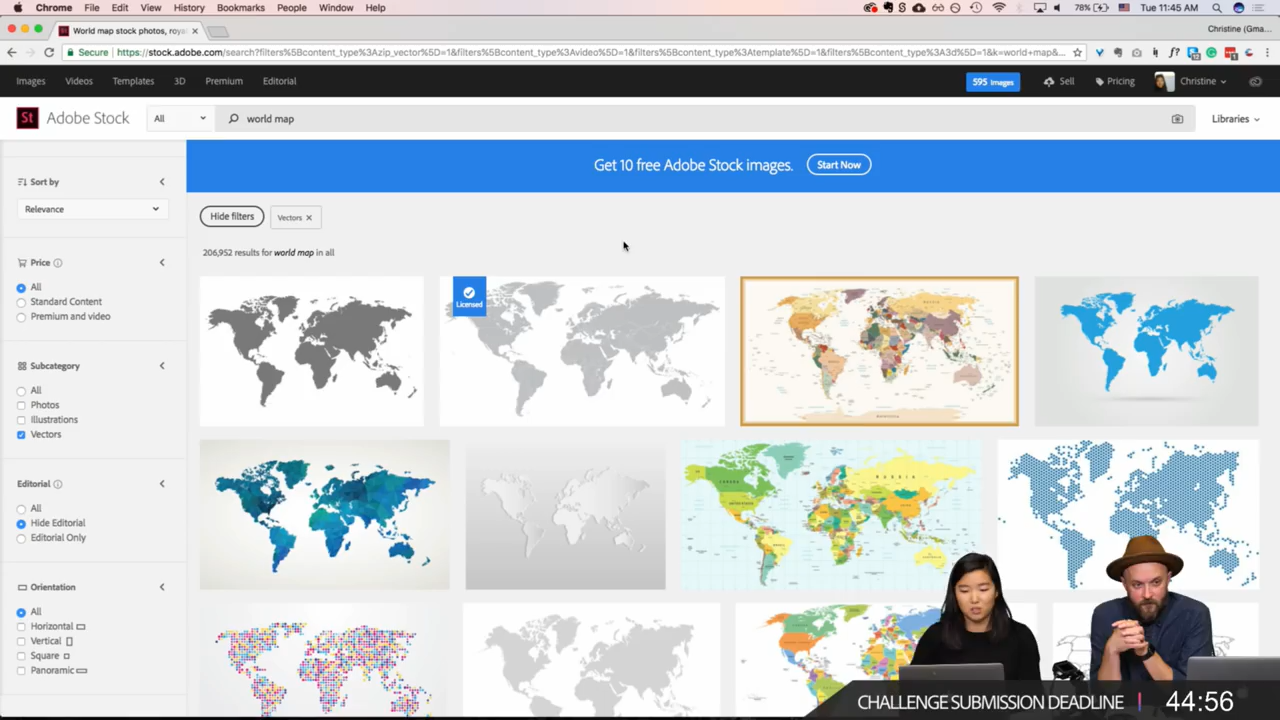 Chrome File Edit View History Bookmarks People Window Help
78% Tue 11:45 AM
World map stock photos, roya
Christine (Gma...
Secure https://stock.adobe.com/search?filters%5Bcontent_type%3Azip_vector%5D=1&filters%5Bcontent_type%3Avideo%5D=1&filters%5Bcontent_type%3Atemplate%5D=1&filters%5Bcontent_type%3A3d%5D=1&k=world+map&...
Images Videos Templates 3D Premium Editorial
595 Images Sell Pricing Christine
St Adobe Stock All world map Libraries
Get 10 free Adobe Stock images. Start Now
Sort by
Relevance
Hide filters Vectors
206,952 results for world map in all
Price
All
Standard Content
Premium and video
Licensed
Subcategory
All
Photos
Illustrations
Vectors
Editorial
All
Hide Editorial
Editorial Only
RUSSIA
Orientation
All
Horizontal
Vertical
Square
Panoramic
CHALLENGE SUBMISSION DEADLINE 44:56